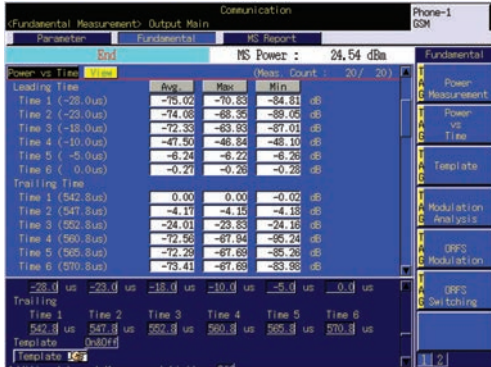 Communication
Phone-1
<Fundamental Measurement> Output Main
GSM
Parameter Fundamental MS Report
End MS Power : 24.54 dBm Fundamental
Power vs Time View (Meas. Count : 20/ 20)
Leading Time Avg. Max Min
Time 1 (-28.0us) -75.02 -70.83 -84.81 dB
Time 2 (-23.0us) -74.08 -68.35 -89.05 dB
Time 3 (-18.0us) -72.33 -63.93 -87.01 dB
Time 4 (-10.0us) -47.50 -46.84 -48.10 dB
Time 5 ( -5.0us) -6.24 -6.22 -6.26 dB
Time 6 ( 0.0us) -0.27 -0.26 -0.28 dB
Trailing Time
Time 1 (542.8us) 0.00 0.00 -0.02 dB
Time 2 (547.8us) -4.17 -4.15 -4.18 dB
Time 3 (552.8us) -24.01 -23.83 -24.16 dB
Time 4 (560.8us) -72.56 -67.94 -95.24 dB
Time 5 (565.8us) -72.29 -67.69 -85.26 dB
Time 6 (570.8us) -73.41 -67.69 -83.98 dB
-28.0 us -23.0 us -18.0 us -10.0 us -5.0 us 0.0 us
Trailing
Time 1 Time 2 Time 3 Time 4 Time 5 Time 6
542.8 us 547.8 us 552.8 us 560.8 us 565.8 us 570.8 us
Template On&Off
Template
TAG Power Measurement
TAG Power vs Time
TAG Template
TAG Modulation Analysis
TAG ORFS Modulation
TAG ORFS Switching
1 2